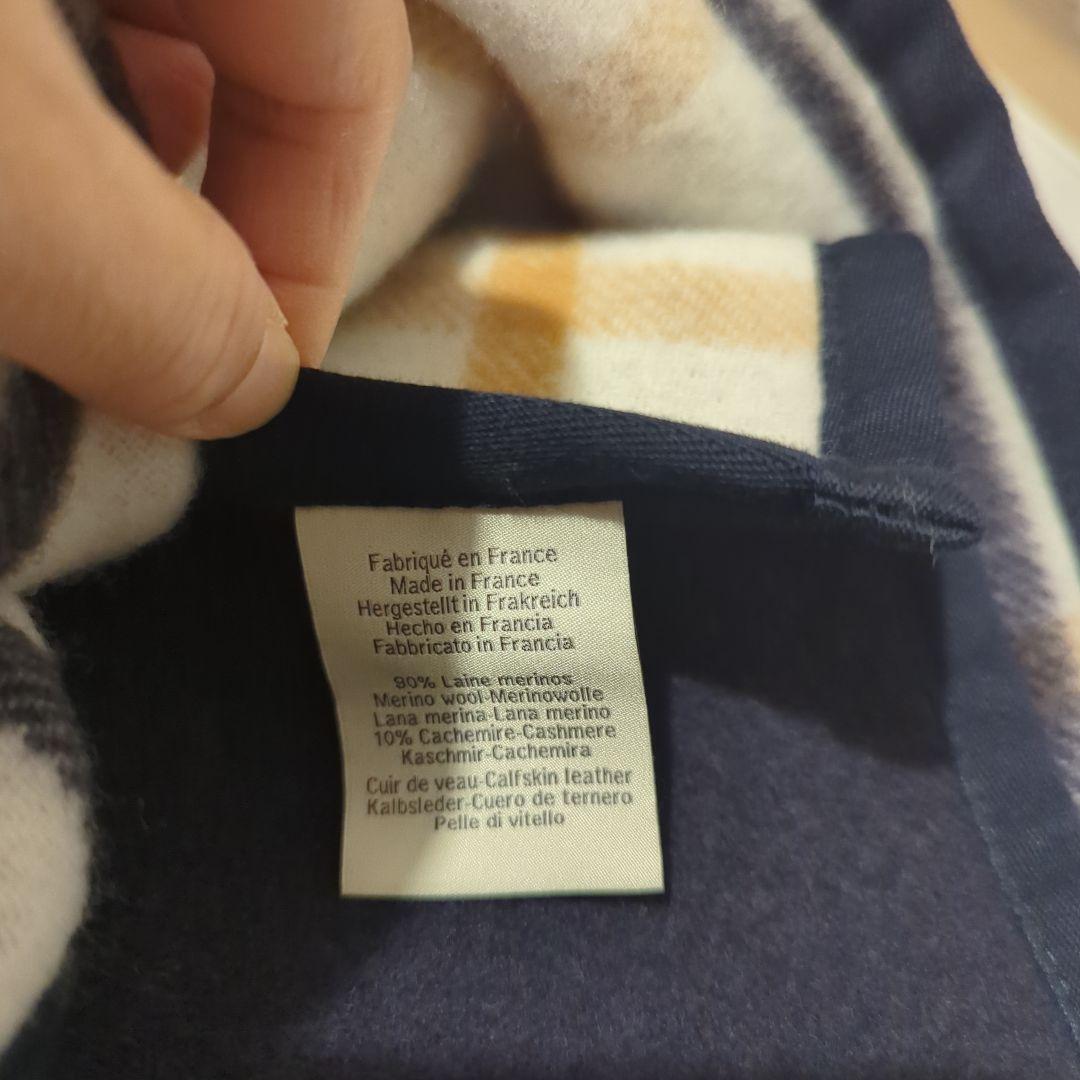 Fabriqué en France
Made in France
Hergestellt in Frakreich
Hecho en Francia
Fabbricato in Francia
90% Laine merinos
Merino wool-Merinowolle
Lana merina-Lana merino
10% Cachemire-Cashmere
Kaschmir-Cachemira
Cuir de veau-Calfskin leather
Kalbsleder-Cuero de ternero
Pelle di vitello